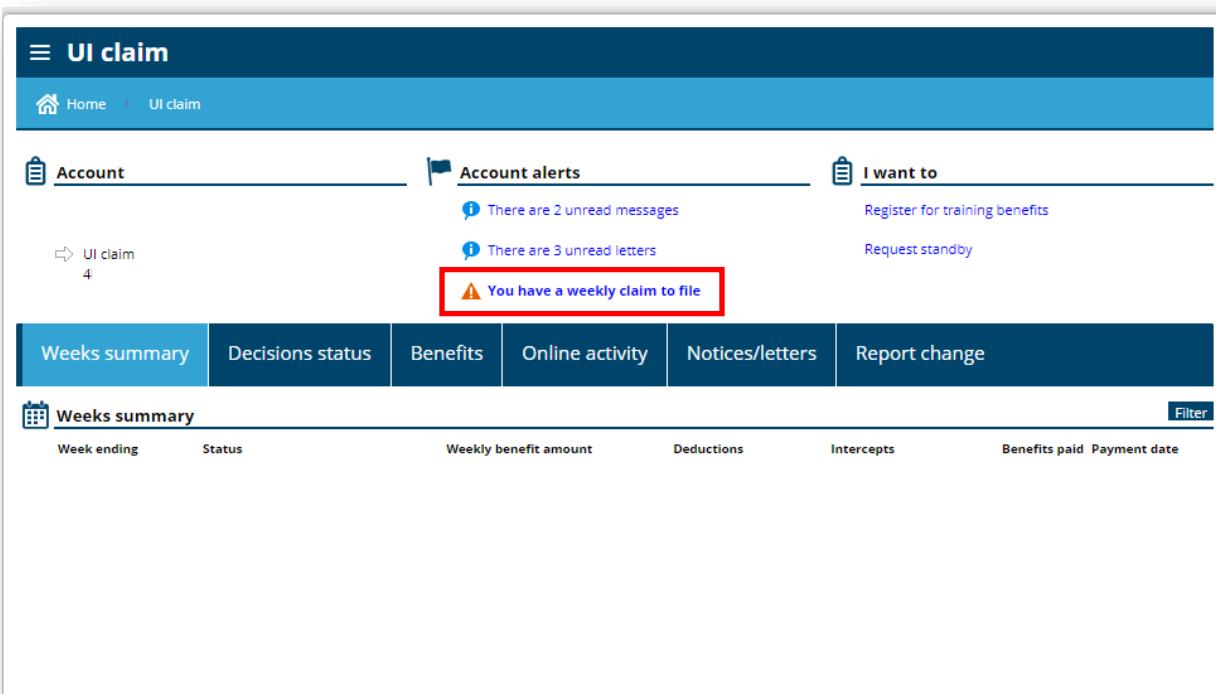 UI claim
Home > UI claim
Account
UI claim
4
Account alerts
There are 2 unread messages
There are 3 unread letters
You have a weekly claim to file
I want to
Register for training benefits
Request standby
Weeks summary Decisions status Benefits Online activity Notices/letters Report change
Weeks summary Filter
Week ending Status Weekly benefit amount Deductions Intercepts Benefits paid Payment date